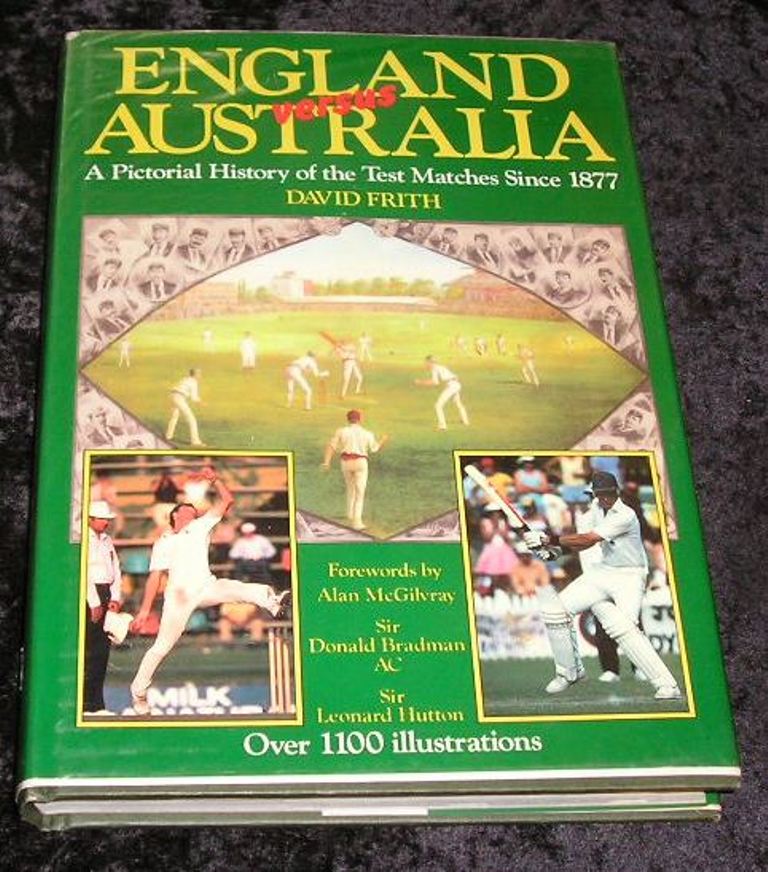 ENGLAND
versus
AUSTRALIA
A Pictorial History of the Test Matches Since 1877
DAVID FRITH
Forewords by
Alan McGilvray
Sir
Donald Bradman
AC
Sir
Leonard Hutton
MILK
Over 1100 illustrations